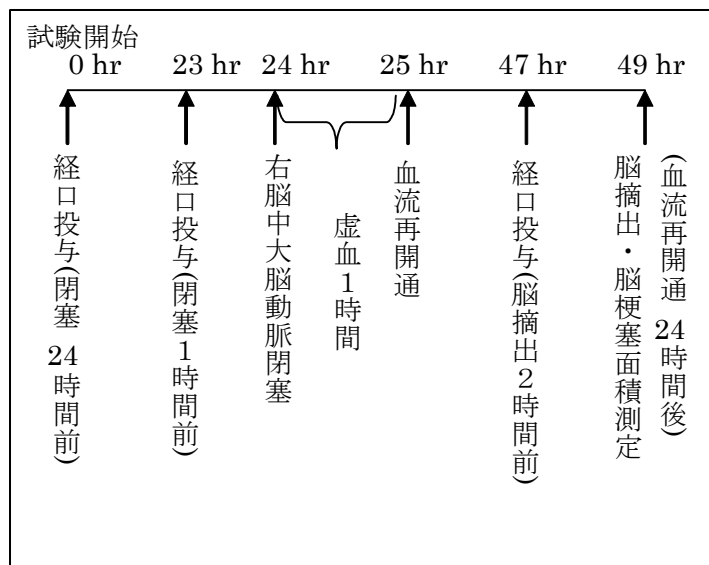 試験開始
0 hr 23 hr 24 hr 25 hr 47 hr 49 hr
経口投与(閉塞 24時間前)
経口投与(閉塞1時間前)
右脳中大脳動脈閉塞
虚血1時間
血流再開通
経口投与(脳摘出2時間前)
脳摘出・脳梗塞面積測定
(血流再開通 24時間後)